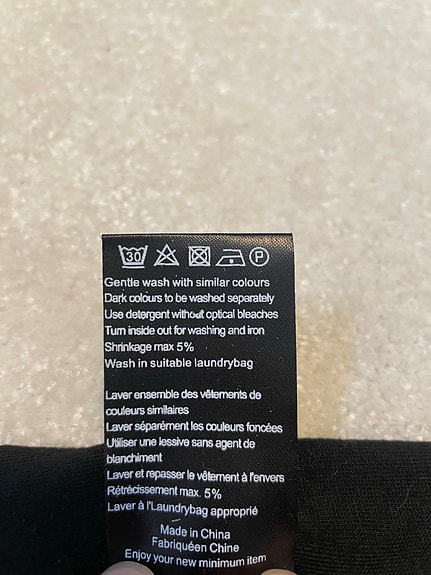 30 P
Gentle wash with similar colours
Dark colours to be washed separately
Use detergent without optical bleaches
Turn inside out for washing and iron
Shrinkage max 5%
Wash in suitable laundrybag
Laver ensemble des vêtements de
couleurs similaires
Laver séparément les couleurs foncées
Utiliser une lessive sans agent de
blanchiment
Laver et repasser le vêtement à l'envers
Rétrécissement max. 5%
Laver à l'Laundrybag approprié
Made in China
Fabriquéen Chine
Enjoy your new minimum item